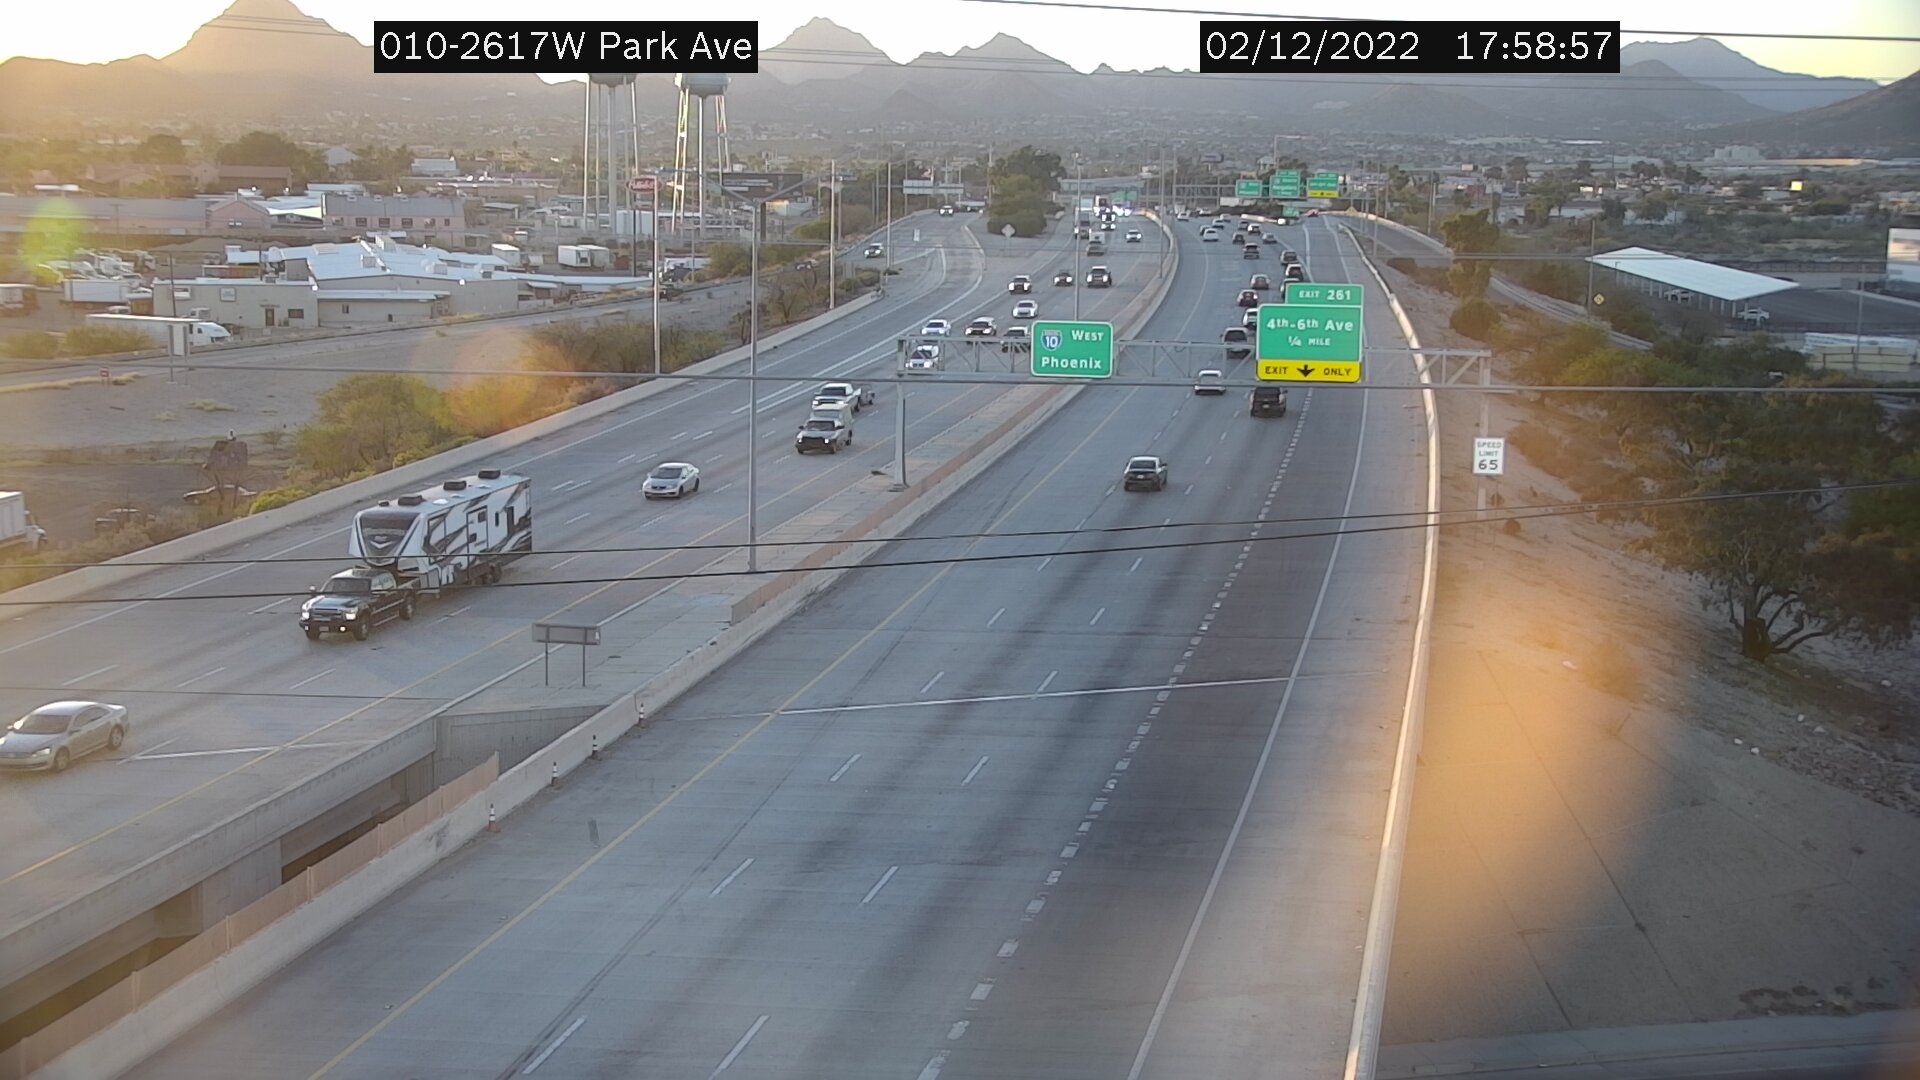 010-2617W Park Ave
02/12/2022 17:58:57
EXIT 261
4th-6th Ave
1/4 MILE
EXIT ONLY
10 WEST
Phoenix
SPEED
LIMIT
65